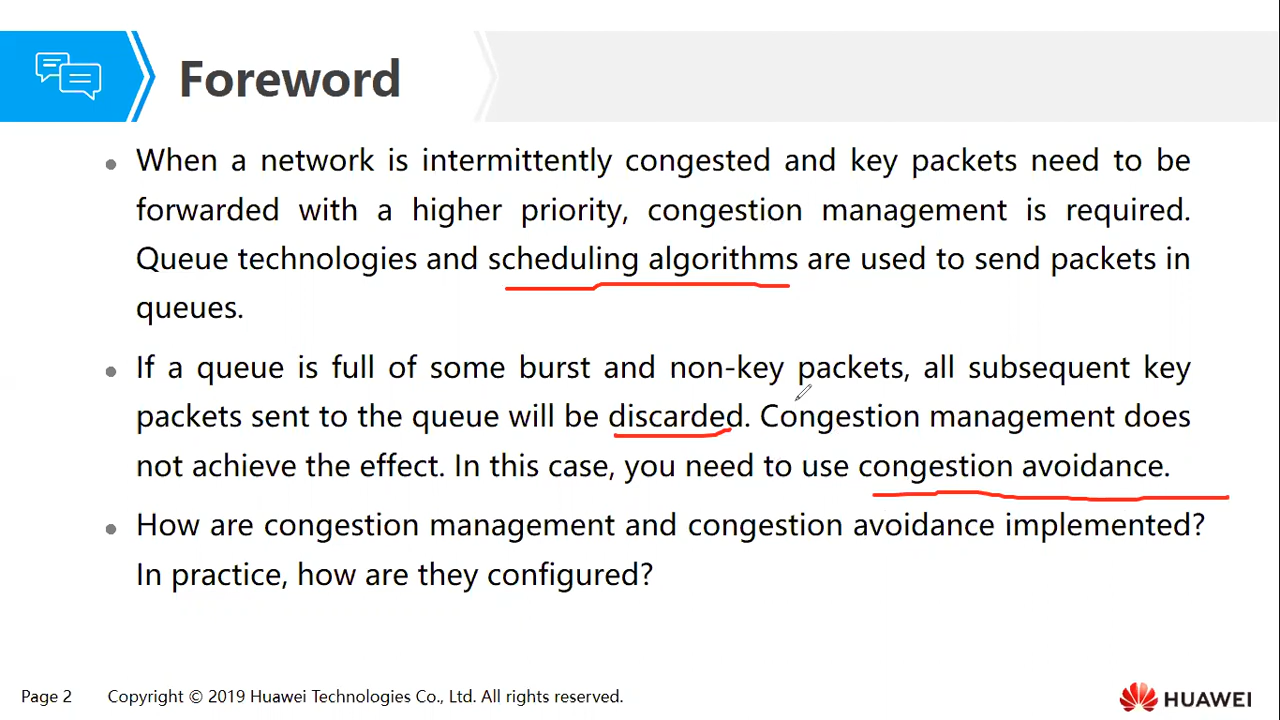 Foreword
When a network is intermittently congested and key packets need to be
forwarded with a higher priority, congestion management is required.
Queue technologies and scheduling algorithms are used to send packets in
queues.
If a queue is full of some burst and non-key packets, all subsequent key
packets sent to the queue will be discarded. Congestion management does
not achieve the effect. In this case, you need to use congestion avoidance.
How are congestion management and congestion avoidance implemented?
In practice, how are they configured?
Page 2 Copyright © 2019 Huawei Technologies Co., Ltd. All rights reserved.
HUAWEI